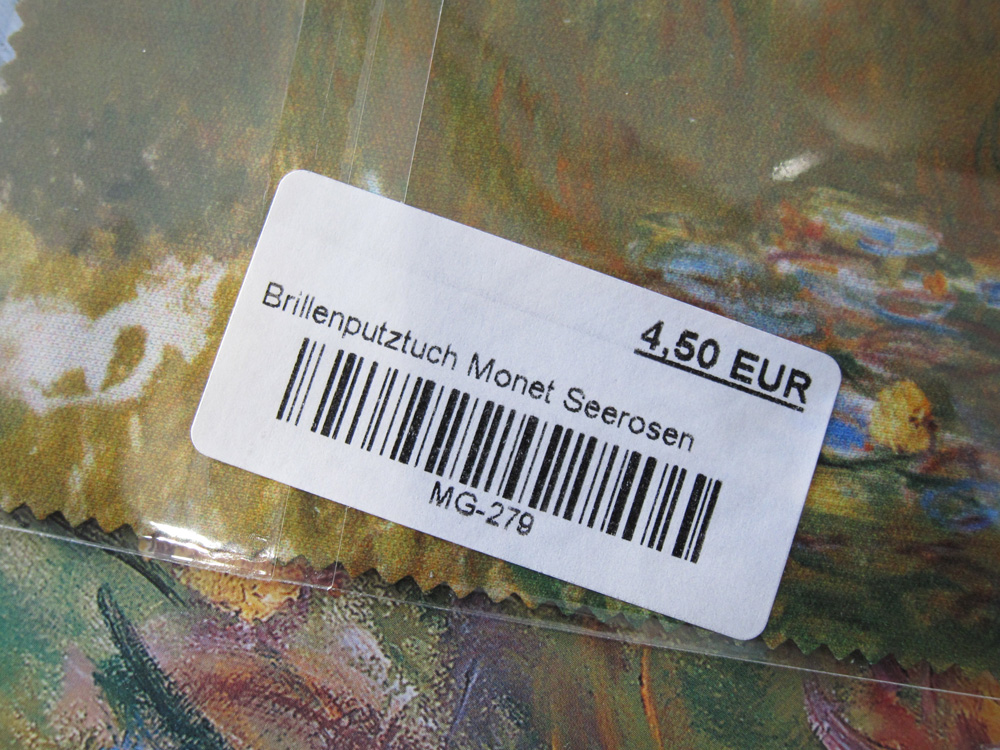 4,50 EUR
Brillenputztuch Monet Seerosen
MG-279